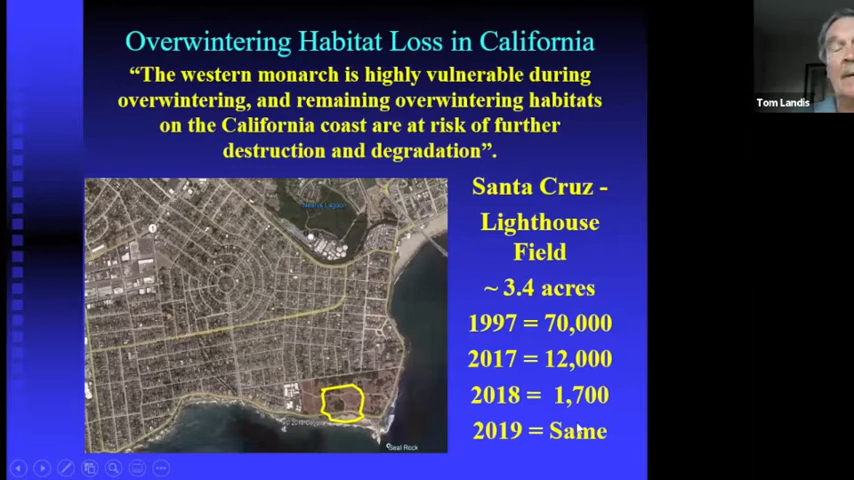 Overwintering Habitat Loss in California
“The western monarch is highly vulnerable during
overwintering, and remaining overwintering habitats
on the California coast are at risk of further
destruction and degradation”.
Tom Landis
Santa Cruz -
Lighthouse
Field
~ 3.4 acres
1997 = 70,000
2017 = 12,000
2018 = 1,700
2019 = Same
Seal Rock